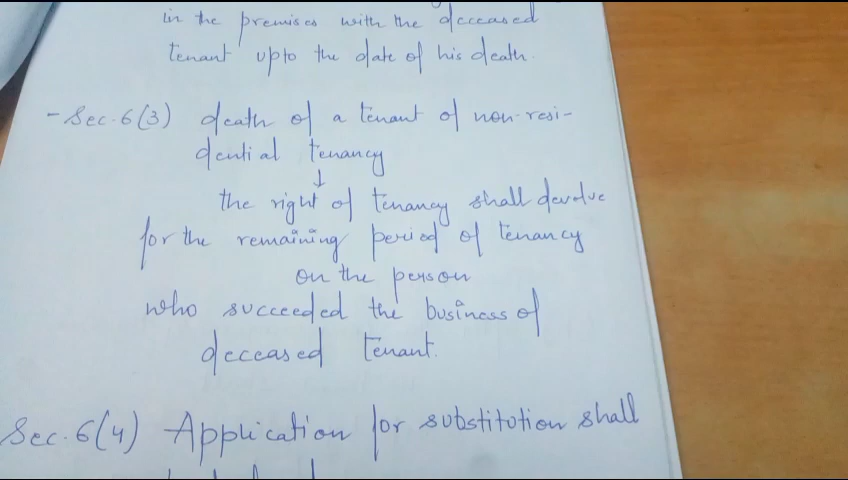 in the premises with the deceased
tenant upto the date of his death.
- Sec. 6(3) death of a tenant of non-resi-
dential tenancy
↓
the right of tenancy shall devolve
for the remaining period of tenancy
on the person
who succeeded the business of
deceased tenant.
Sec. 6(4) Application for substitution shall